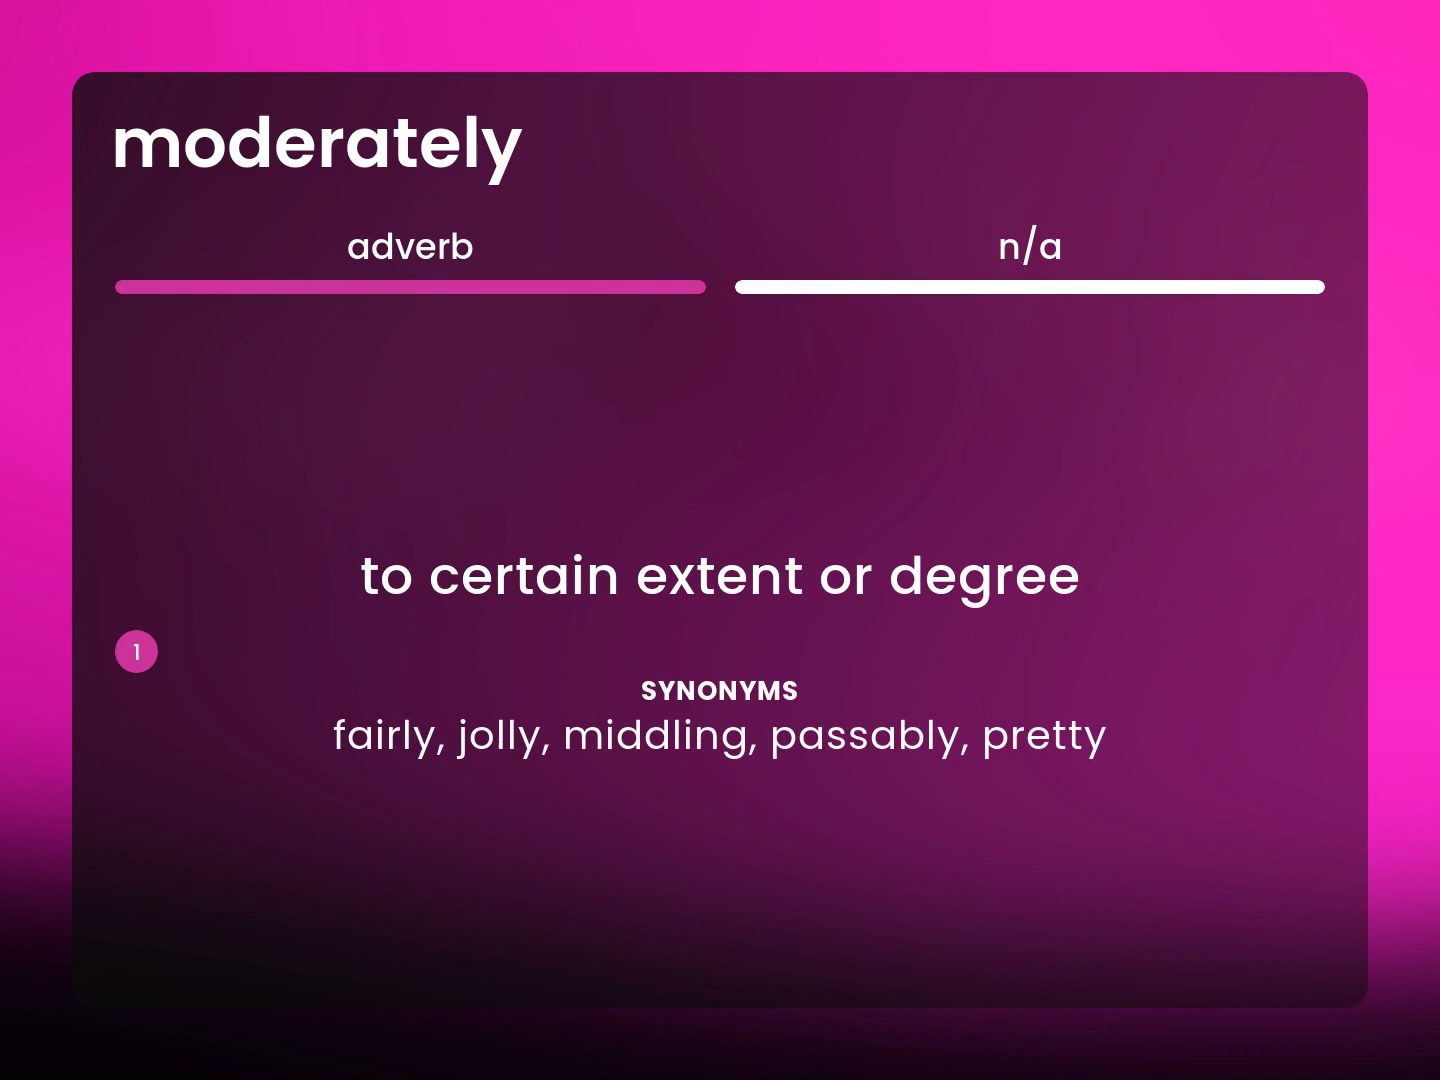 moderately
adverb
n/a
to certain extent or degree
1
SYNONYMS
fairly, jolly, middling, passably, pretty